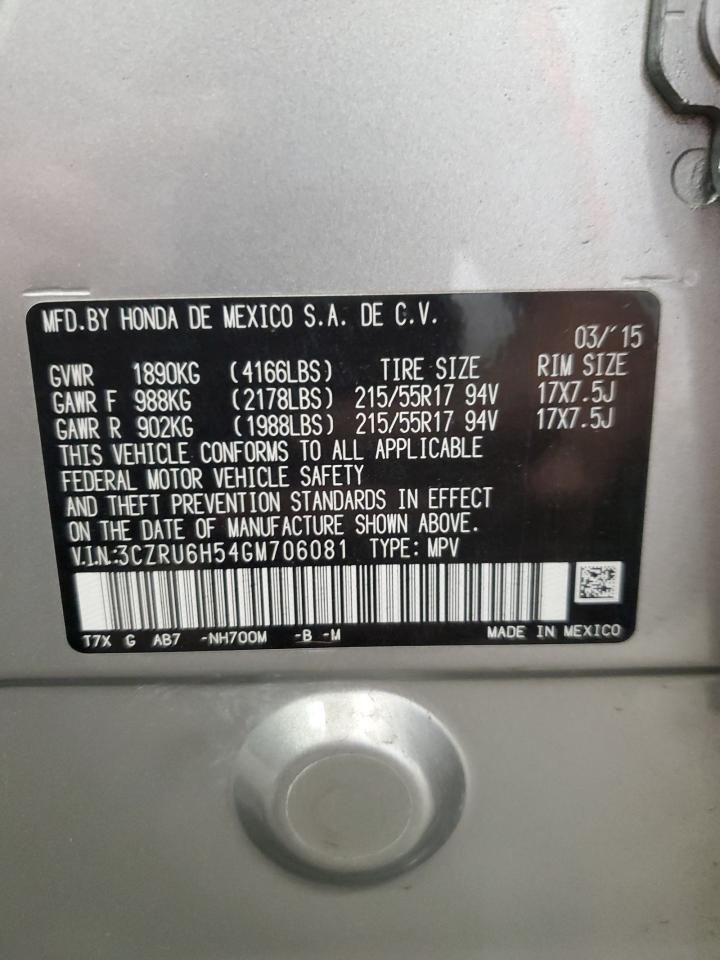 MFD.BY HONDA DE MEXICO S.A. DE C.V.
03/'15
GVWR 1890KG (4166LBS) TIRE SIZE RIM SIZE
GAWR F 988KG (2178LBS) 215/55R17 94V 17X7.5J
GAWR R 902KG (1988LBS) 215/55R17 94V 17X7.5J
THIS VEHICLE CONFORMS TO ALL APPLICABLE
FEDERAL MOTOR VEHICLE SAFETY
AND THEFT PREVENTION STANDARDS IN EFFECT
ON THE DATE OF MANUFACTURE SHOWN ABOVE.
V.I.N.:3CZRU6H54GM706081 TYPE: MPV
T7X G AB7 -NH700M -B -M MADE IN MEXICO